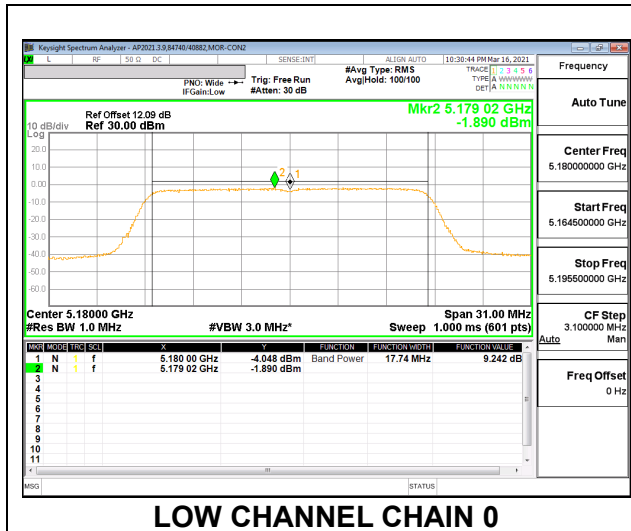 Keysight Spectrum Analyzer - AP2021.3.9,84740/40882,MOR-CON2
L RF 50 Ω DC SENSE:INT ALIGN AUTO 10:30:44 PM Mar 16, 2021
PNO: Wide Trig: Free Run #Avg Type: RMS TRACE 1 2 3 4 5 6
IFGain:Low #Atten: 30 dB Avg|Hold: 100/100 TYPE A WWWWW
DET A N N N N N
Frequency
Auto Tune
Center Freq
5.180000000 GHz
Start Freq
5.164500000 GHz
Stop Freq
5.195500000 GHz
CF Step
3.100000 MHz
Auto Man
Freq Offset
0 Hz
Mkr2 5.179 02 GHz
-1.890 dBm
Ref Offset 12.09 dB
10 dB/div Ref 30.00 dBm
Log
20.0
10.0
0.00
-10.0
-20.0
-30.0
-40.0
-50.0
-60.0
2
1
Center 5.18000 GHz Span 31.00 MHz
#Res BW 1.0 MHz #VBW 3.0 MHz* Sweep 1.000 ms (601 pts)
MKR MODE TRC SCL X Y FUNCTION FUNCTION WIDTH FUNCTION VALUE
1 N 1 f 5.180 00 GHz -4.048 dBm Band Power 17.74 MHz 9.242 dB
2 N 1 f 5.179 02 GHz -1.890 dBm
3
4
5
6
7
8
9
10
11
MSG STATUS
LOW CHANNEL CHAIN 0